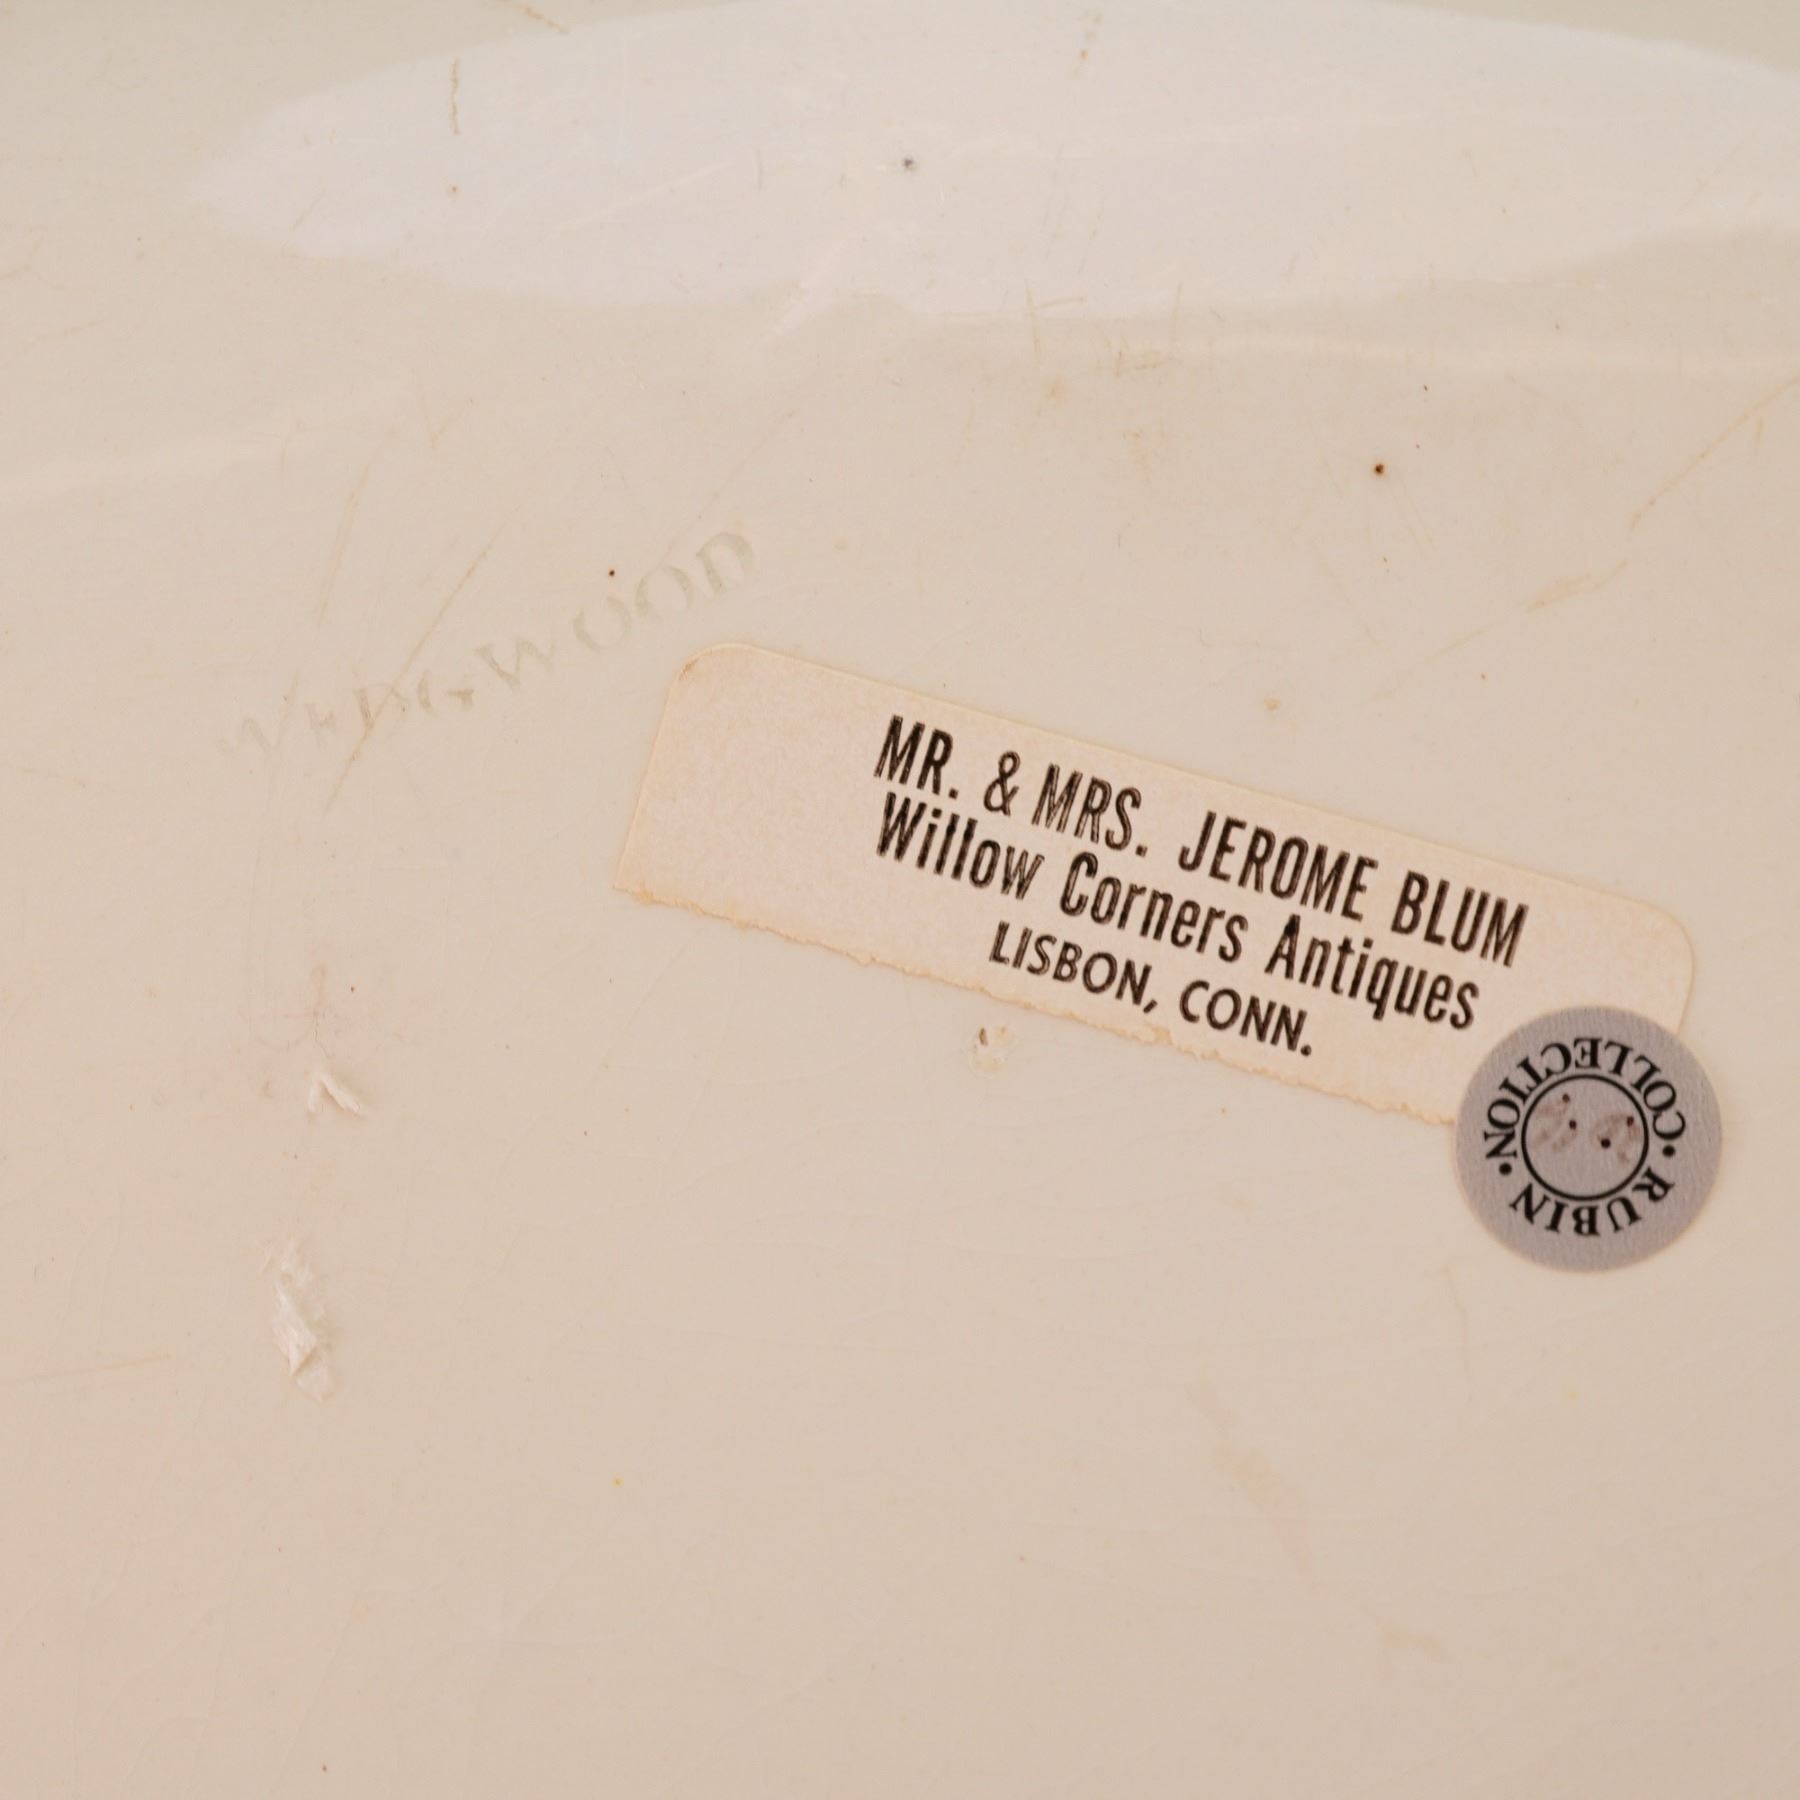 WEDGWOOD
MR. & MRS. JEROME BLUM
Willow Corners Antiques
LISBON, CONN.
RUBIN • COLLECTION •